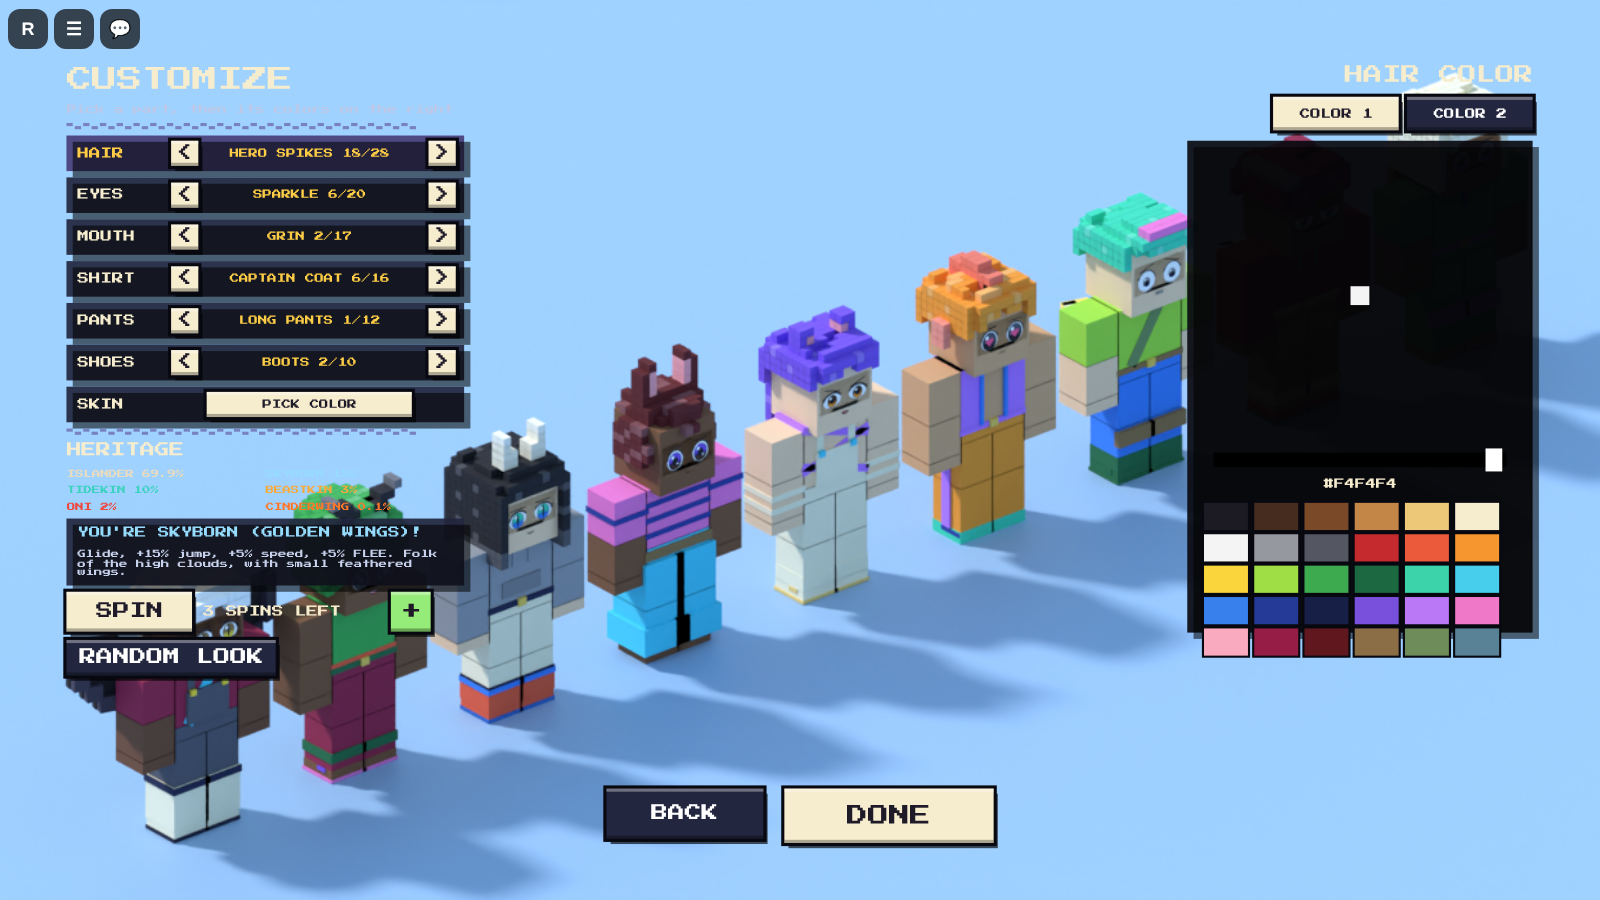 R
CUSTOMIZE
HAIR COLOR
COLOR 1
COLOR 2
HAIR
HERO SPIKES 18/28
EYES
SPARKLE 6/20
MOUTH
GRIN 2/17
SHIRT
CAPTAIN COAT 6/16
PANTS
LONG PANTS 1/12
SHOES
BOOTS 2/10
SKIN
PICK COLOR
HERITAGE
ISLANDER 69.9%
TIDEKIN 10%
BEASTKIN 3%
ONI 2%
CINDERWING 0.1%
YOU'RE SKYBORN (GOLDEN WINGS)!
Glide, +15% jump, +5% speed, +5% FLEE. Folk
of the high clouds, with small feathered
wings.
SPIN
3 SPINS LEFT
+
RANDOM LOOK
#F4F4F4
BACK
DONE